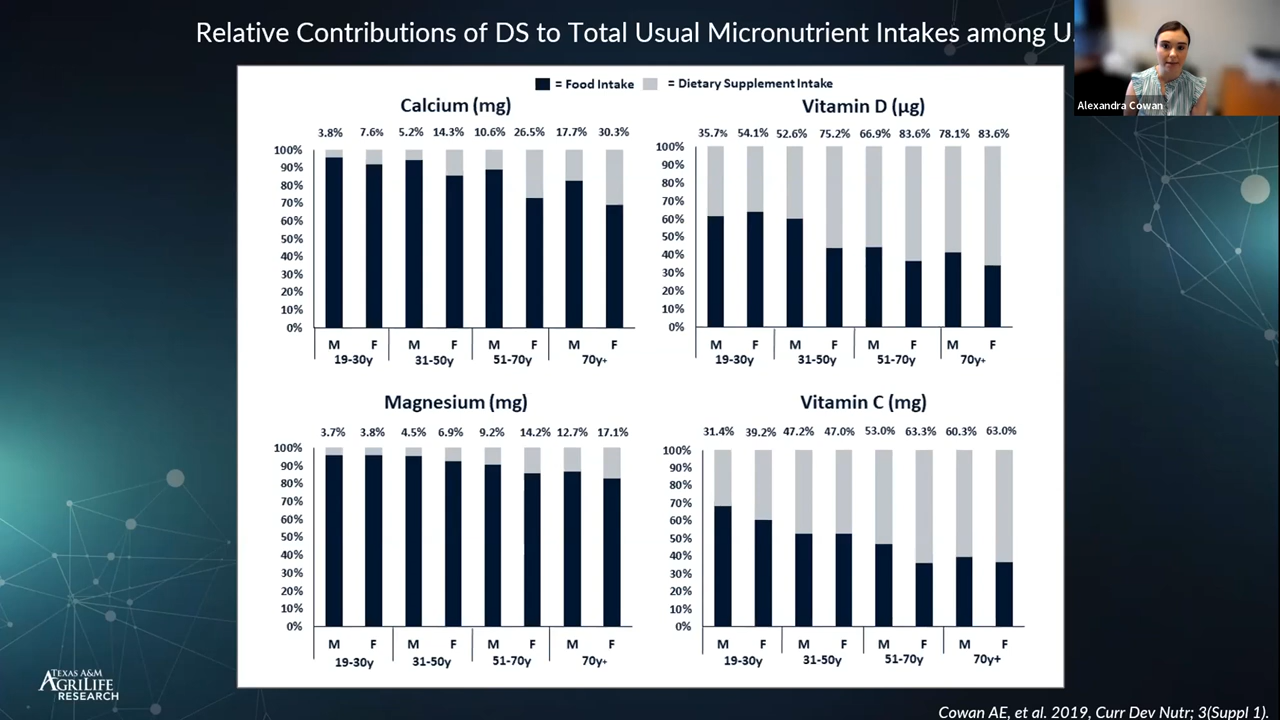 Relative Contributions of DS to Total Usual Micronutrient Intakes among U.
Alexandra Cowan
= Food Intake = Dietary Supplement Intake
Calcium (mg)
3.8% 7.6% 5.2% 14.3% 10.6% 26.5% 17.7% 30.3%
100%
90%
80%
70%
60%
50%
40%
30%
20%
10%
0%
M F M F M F M F
19-30y 31-50y 51-70y 70y+
Vitamin D (µg)
35.7% 54.1% 52.6% 75.2% 66.9% 83.6% 78.1% 83.6%
100%
90%
80%
70%
60%
50%
40%
30%
20%
10%
0%
M F M F M F M F
19-30y 31-50y 51-70y 70y+
Magnesium (mg)
3.7% 3.8% 4.5% 6.9% 9.2% 14.2% 12.7% 17.1%
100%
90%
80%
70%
60%
50%
40%
30%
20%
10%
0%
M F M F M F M F
19-30y 31-50y 51-70y 70y+
Vitamin C (mg)
31.4% 39.2% 47.2% 47.0% 53.0% 63.3% 60.3% 63.0%
100%
90%
80%
70%
60%
50%
40%
30%
20%
10%
0%
M F M F M F M F
19-30y 31-50y 51-70y 70y+
TEXAS A&M
AGRILIFE
RESEARCH
Cowan AE, et al. 2019, Curr Dev Nutr; 3(Suppl 1).